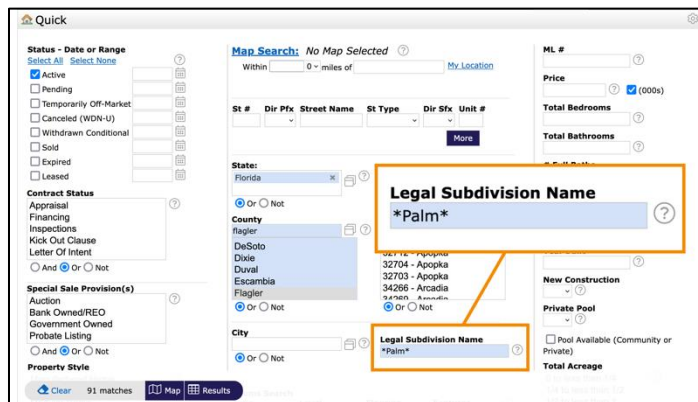 Quick
Status - Date or Range
Select All Select None
Active
Pending
Temporarily Off-Market
Canceled (WDN-U)
Withdrawn Conditional
Sold
Expired
Leased
Contract Status
Appraisal
Financing
Inspections
Kick Out Clause
Letter Of Intent
And Or Not
Special Sale Provision(s)
Auction
Bank Owned/REO
Government Owned
Probate Listing
And Or Not
Property Style
Map Search: No Map Selected
Within 0 miles of My Location
St # Dir Pfx Street Name St Type Dir Sfx Unit #
More
State:
Florida
Or Not
County
flagler
DeSoto
Dixie
Duval
Escambia
Flagler
Or Not
32704 - Apopka
32703 - Apopka
34266 - Arcadia
Or Not
City
Or Not
Legal Subdivision Name
*Palm*
Legal Subdivision Name
*Palm*
ML #
Price
(000s)
Total Bedrooms
Total Bathrooms
New Construction
Private Pool
Pool Available (Community or
Private)
Total Acreage
Clear 91 matches Map Results